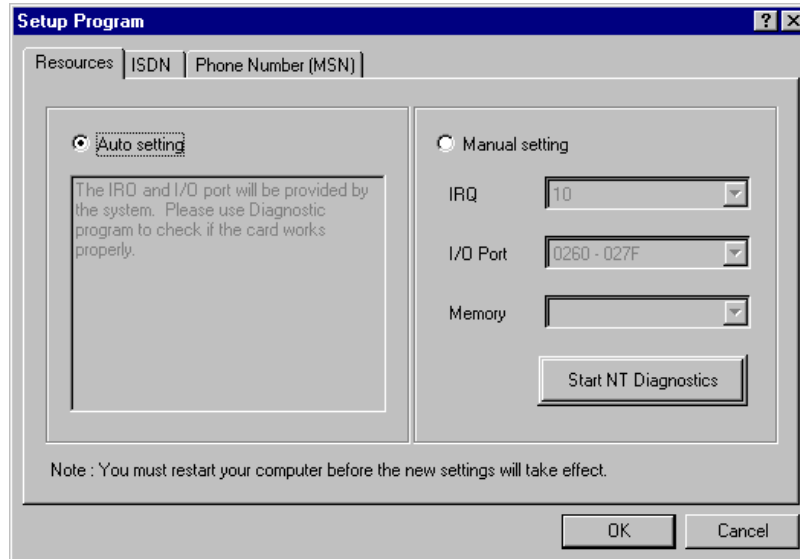 Setup Program
Resources
ISDN
Phone Number (MSN)
Auto setting
The IRO and I/O port will be provided by
the system. Please use Diagnostic
program to check if the card works
properly.
Manual setting
IRQ
10
I/O Port
0260 - 027F
Memory
Start NT Diagnostics
Note : You must restart your computer before the new settings will take effect.
OK
Cancel